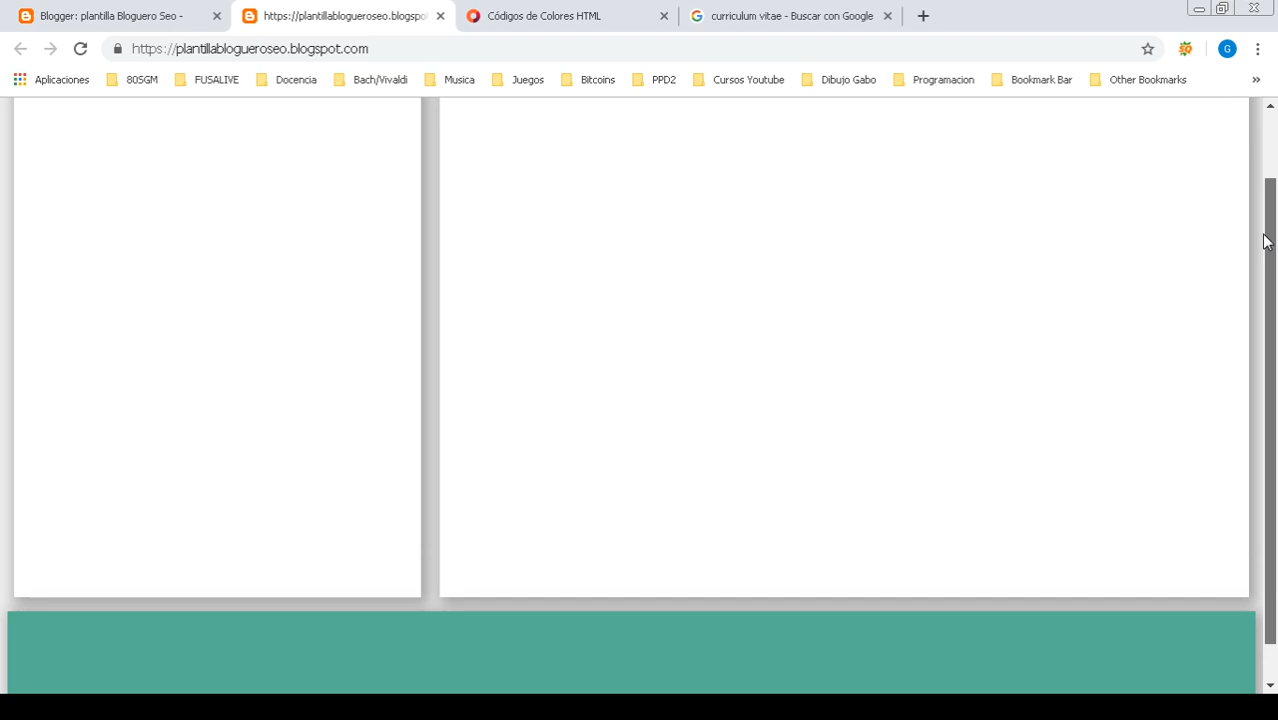 Blogger: plantilla Bloguero Seo - https://plantillablogueroseo.blogspot Códigos de Colores HTML curriculum vitae - Buscar con Google
https://plantillablogueroseo.blogspot.com G
Aplicaciones 80SGM FUSALIVE Docencia Bach/Vivaldi Musica Juegos Bitcoins PPD2 Cursos Youtube Dibujo Gabo Programacion Bookmark Bar Other Bookmarks »